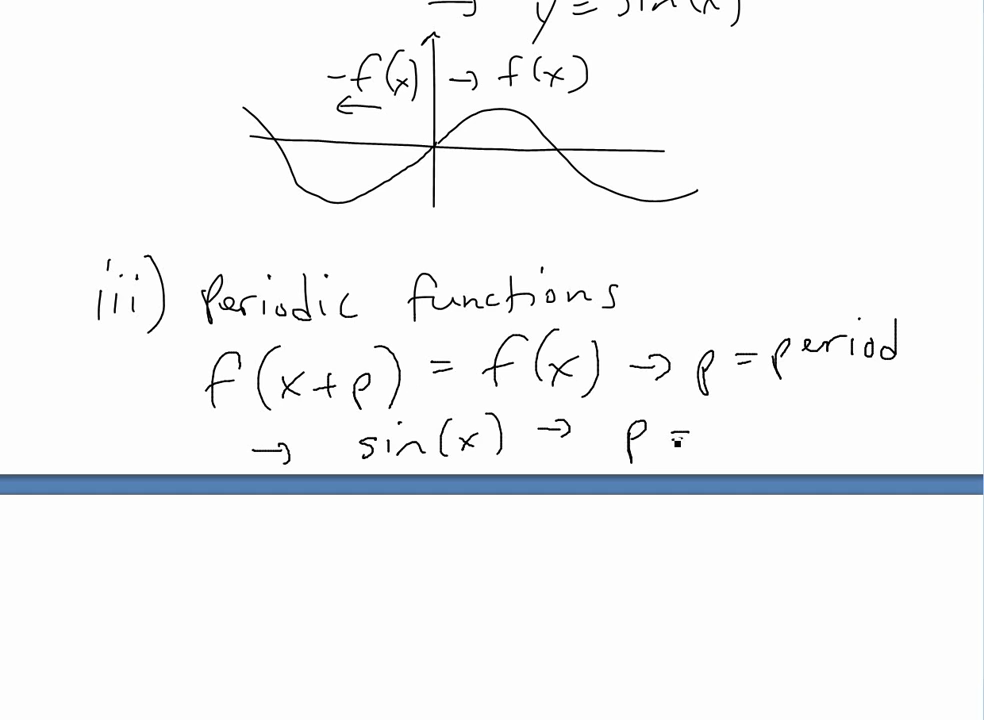 → y = sin(x)
-f(x) → f(x)
←
iii) Periodic functions
f(x+p) = f(x) → p = period
→ sin(x) → p =